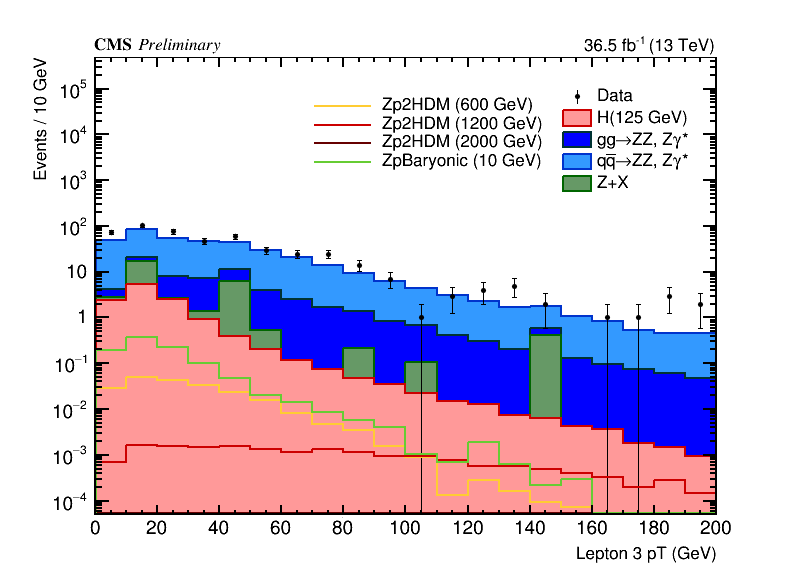 CMS Preliminary 36.5 fb⁻¹ (13 TeV)
Events / 10 GeV
10⁵
10⁴
10³
10²
10
1
10⁻¹
10⁻²
10⁻³
10⁻⁴
Zp2HDM (600 GeV)
Zp2HDM (1200 GeV)
Zp2HDM (2000 GeV)
ZpBaryonic (10 GeV)
Data
H(125 GeV)
gg→ZZ, Zγ*
qq̅→ZZ, Zγ*
Z+X
0 20 40 60 80 100 120 140 160 180 200
Lepton 3 pT (GeV)